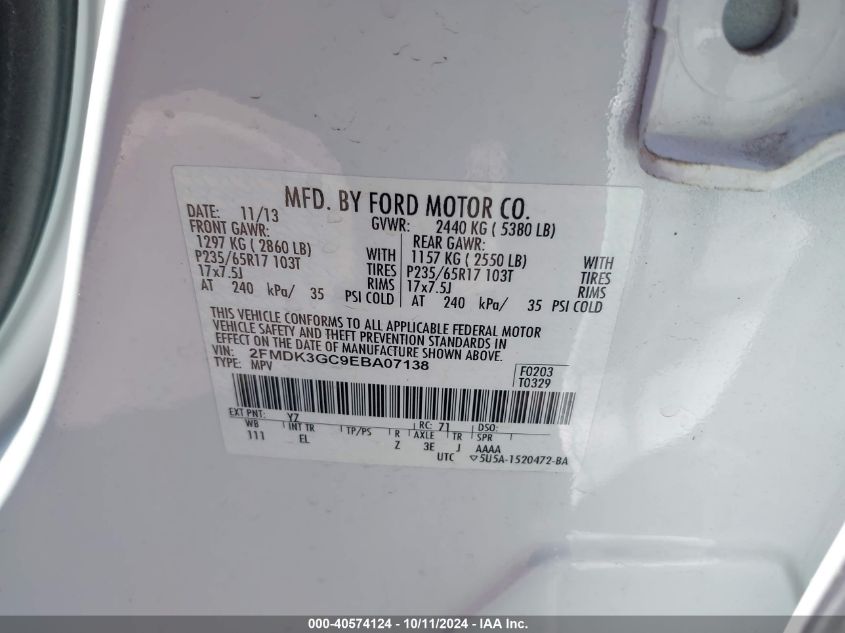 MFD. BY FORD MOTOR CO.
DATE: 11/13 GVWR: 2440 KG ( 5380 LB)
FRONT GAWR: REAR GAWR:
1297 KG ( 2860 LB) WITH 1157 KG ( 2550 LB) WITH
P235/65R17 103T TIRES P235/65R17 103T TIRES
17x7.5J RIMS 17x7.5J RIMS
AT 240 kPa/ 35 PSI COLD AT 240 kPa/ 35 PSI COLD
THIS VEHICLE CONFORMS TO ALL APPLICABLE FEDERAL MOTOR
VEHICLE SAFETY AND THEFT PREVENTION STANDARDS IN
EFFECT ON THE DATE OF MANUFACTURE SHOWN ABOVE.
VIN: 2FMDK3GC9EBA07138 F0203
TYPE: MPV T0329
EXT PNT: YZ RC: 71 DSO:
WB INT TR TP/PS R AXLE TR SPR
111 EL Z 3E J AAAA
UTC ▽5U5A-1520472-BA
000-40574124 - 10/11/2024 - IAA Inc.